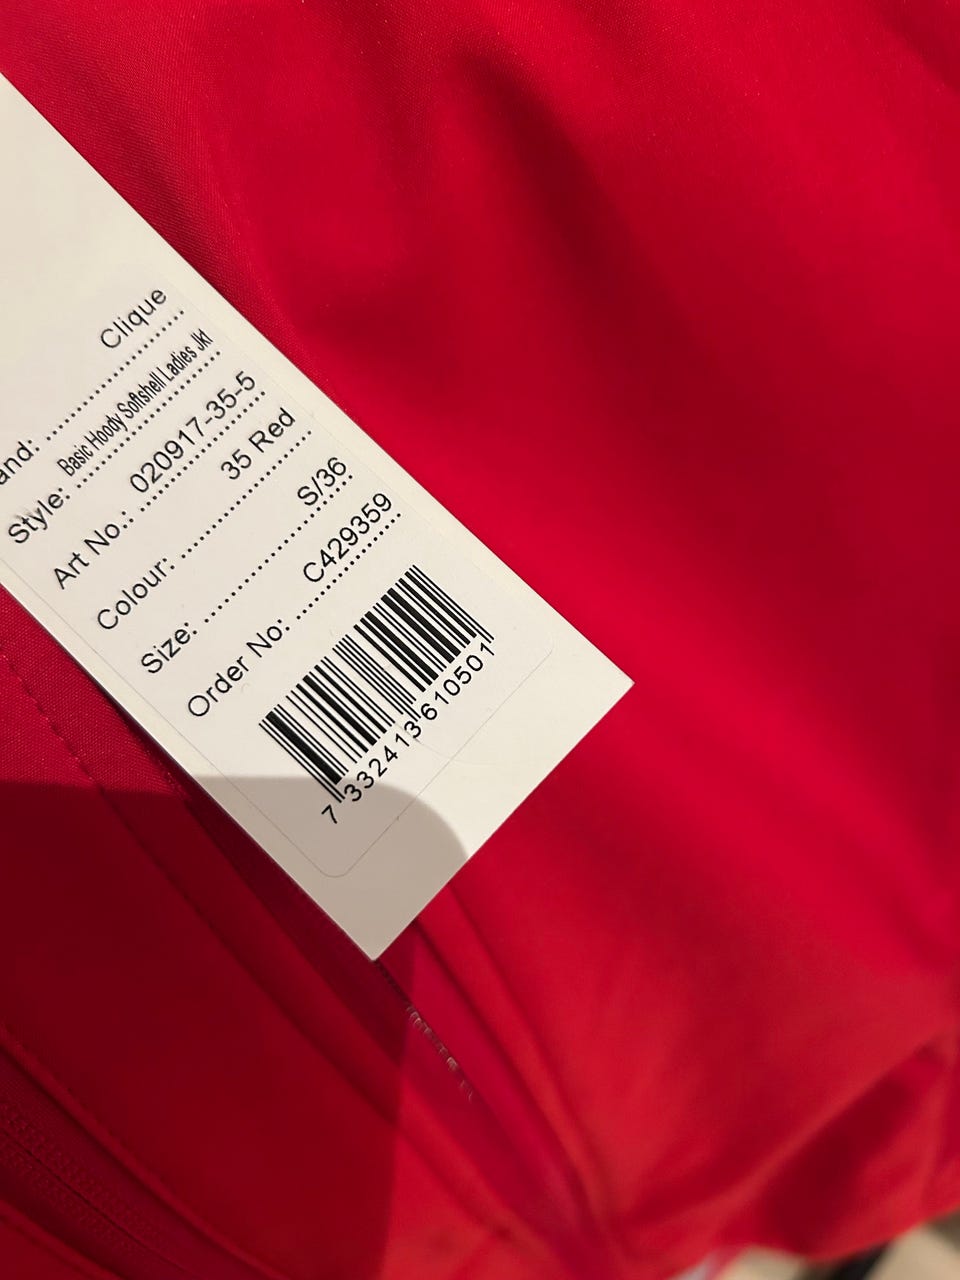 and: Clique
Style: Basic Hoody Softshell Ladies Jkt
Art No.: 020917-35-5
Colour: 35 Red
Size: S/36
Order No: C429359
7 332413 610501